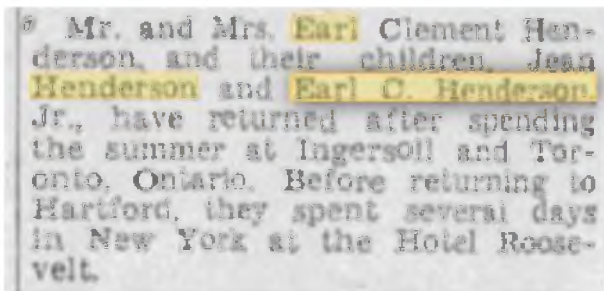 Mr. and Mrs. Earl Clement Hen-
derson, and their children, Jean
Henderson and Earl C. Henderson,
Jr., have returned after spending
the summer at Ingersoll and Tor-
onto, Ontario. Before returning to
Hartford, they spent several days
in New York at the Hotel Roose-
velt.